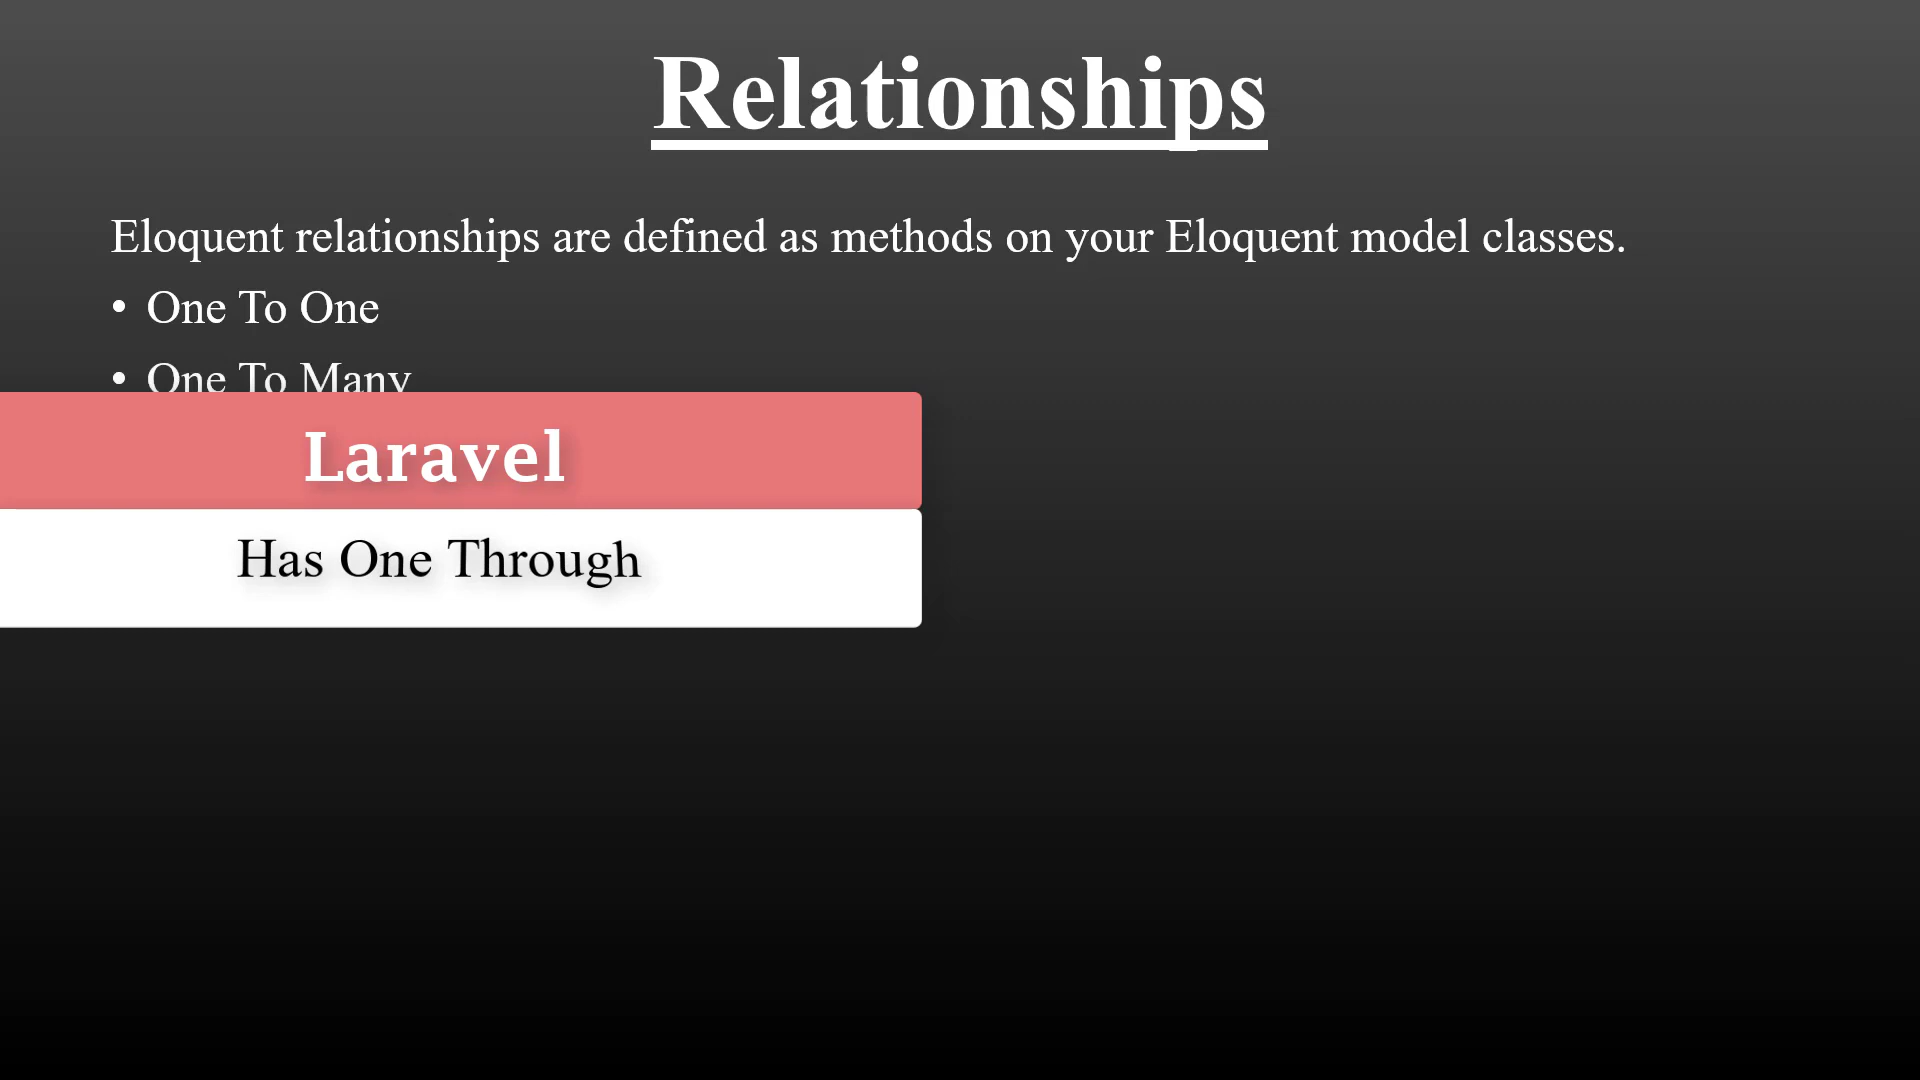 Relationships
Eloquent relationships are defined as methods on your Eloquent model classes.
• One To One
• One To Many
Laravel
Has One Through